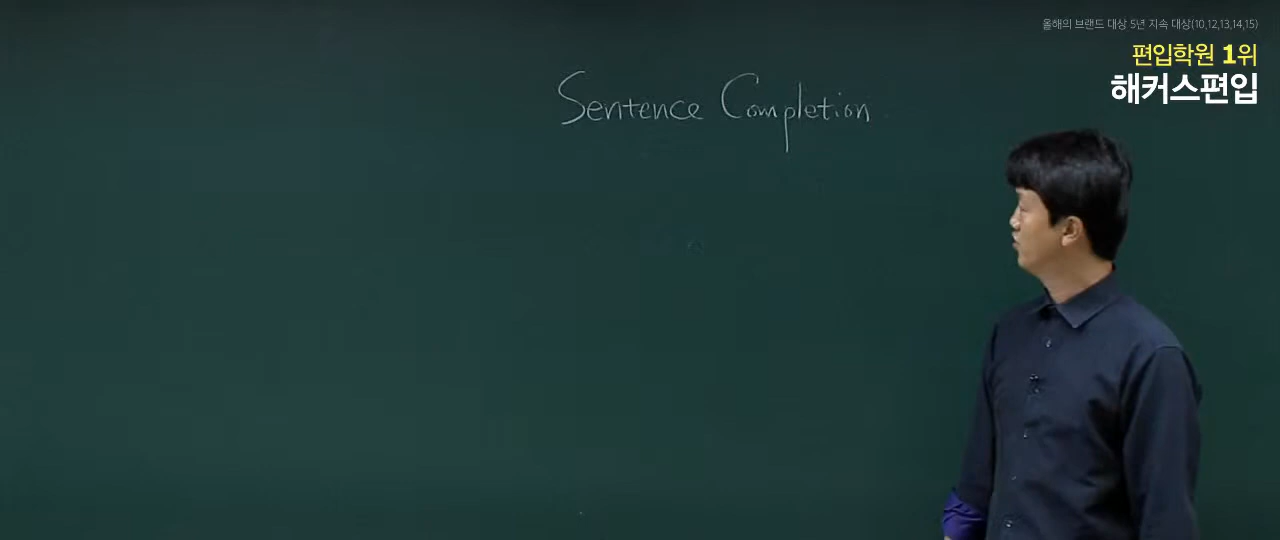 올해의 브랜드 대상 5년 지속 대상(10,12,13,14,15)
편입학원 1위
해커스편입
Sentence Completion